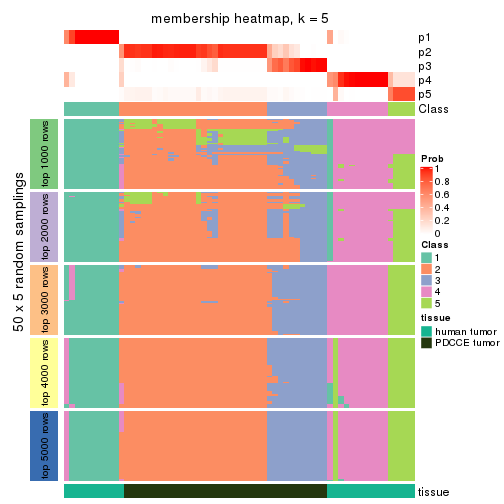 membership heatmap, k = 5
p1
p2
p3
p4
p5
Class
50 x 5 random samplings
top 1000 rows
top 2000 rows
top 3000 rows
top 4000 rows
top 5000 rows
tissue
Prob
1
0.8
0.6
0.4
0.2
0
Class
1
2
3
4
5
tissue
human tumor
PDCCE tumor